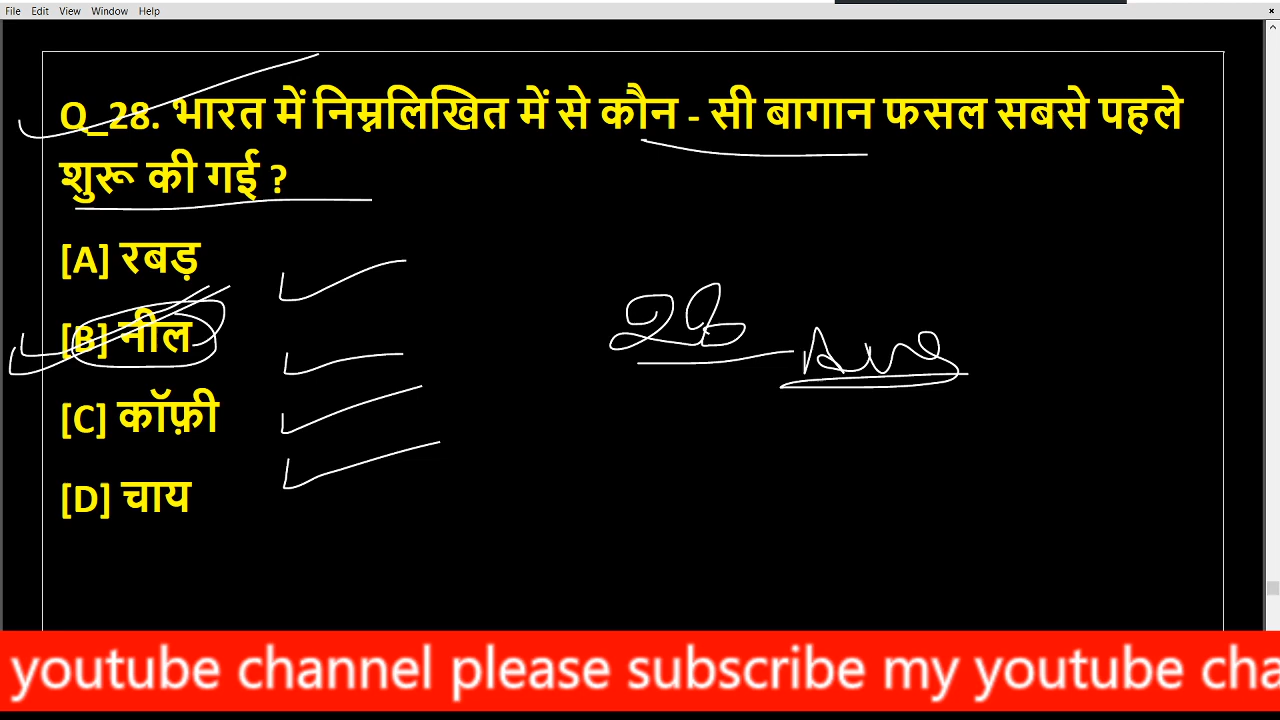 File Edit View Window Help
Q_28. भारत में निम्नलिखित में से कौन - सी बागान फसल सबसे पहले
शुरू की गई ?
[A] रबड़
[B] नील
28 Ans
[C] कॉफ़ी
[D] चाय
youtube channel please subscribe my youtube cha